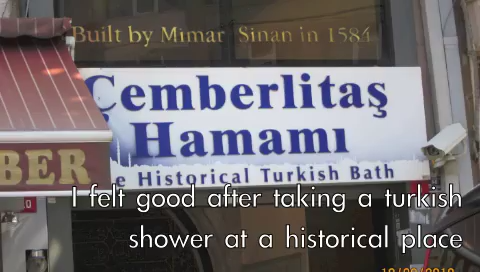 Built by Mimar Sinan in 1584
Çemberlitaş
Hamamı
Historical Turkish Bath
BER
I felt good after taking a turkish
shower at a historical place